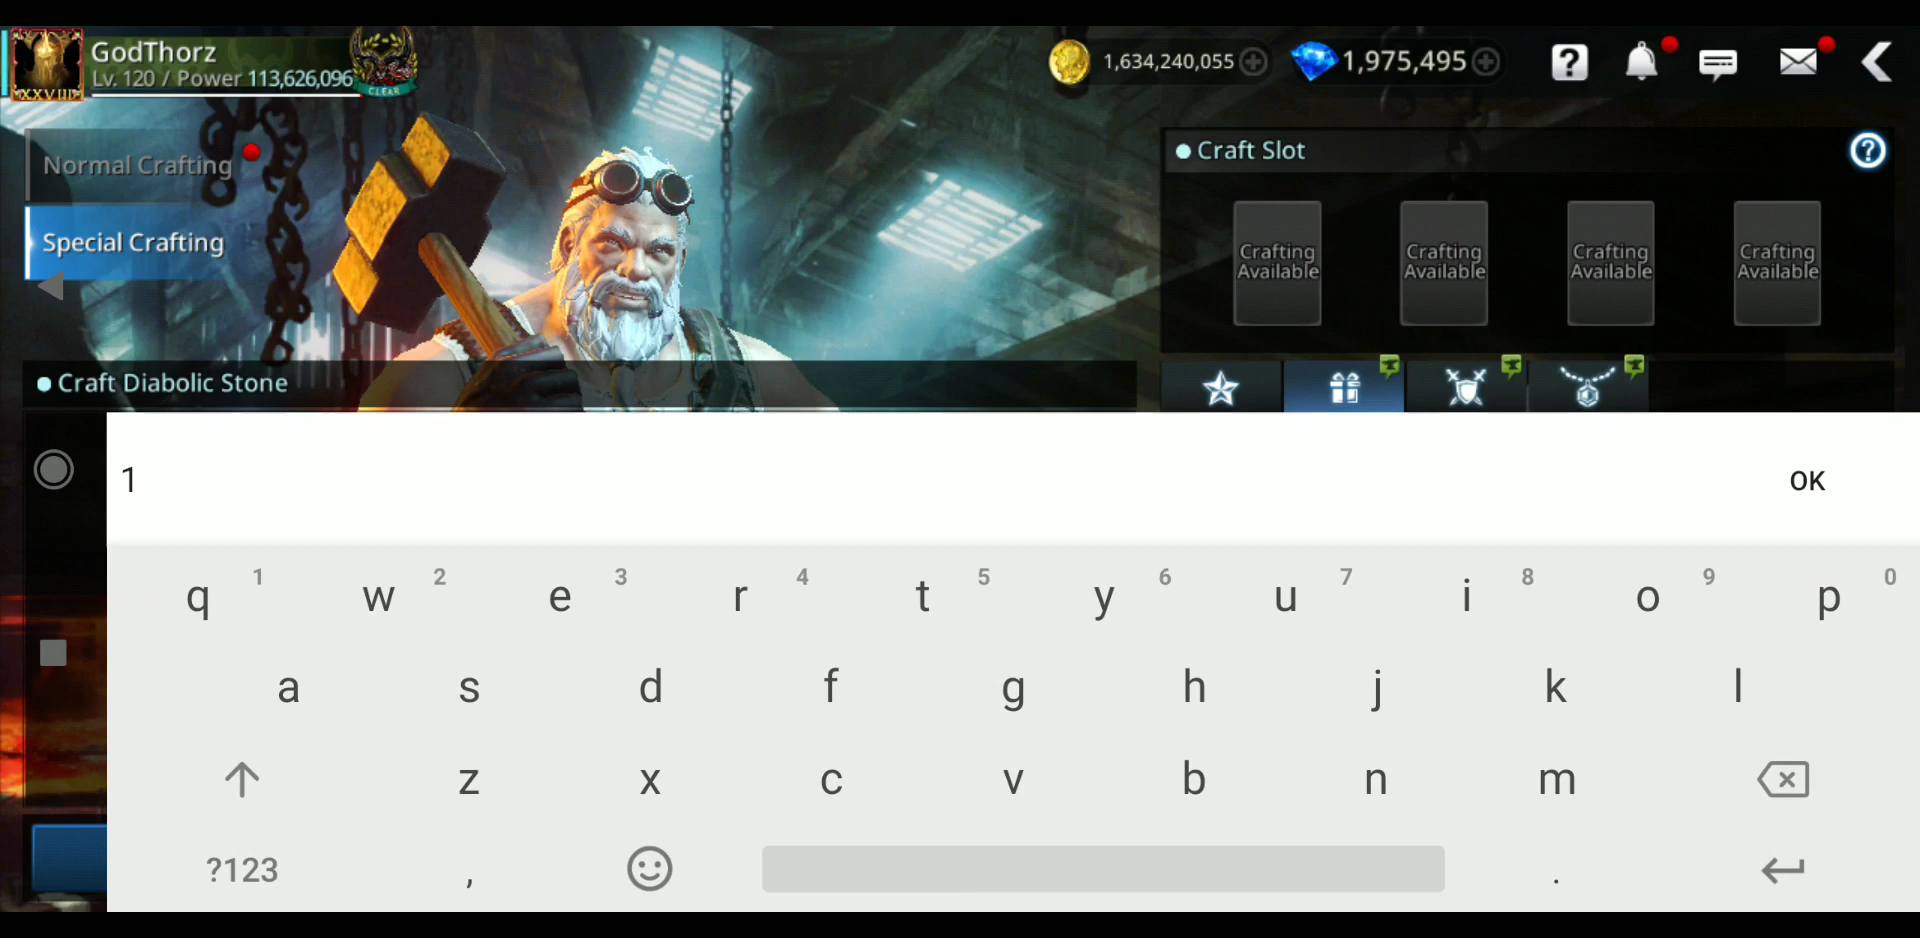 GodThorz
Lv. 120 / Power 113,626,096
XXVIII
CLEAR
1,634,240,055
1,975,495
?
Normal Crafting
Special Crafting
Craft Slot
?
Crafting Available
Crafting Available
Crafting Available
Crafting Available
Craft Diabolic Stone
1
OK
q 1 w 2 e 3 r 4 t 5 y 6 u 7 i 8 o 9 p 0
a s d f g h j k l
z x c v b n m
?123 , .